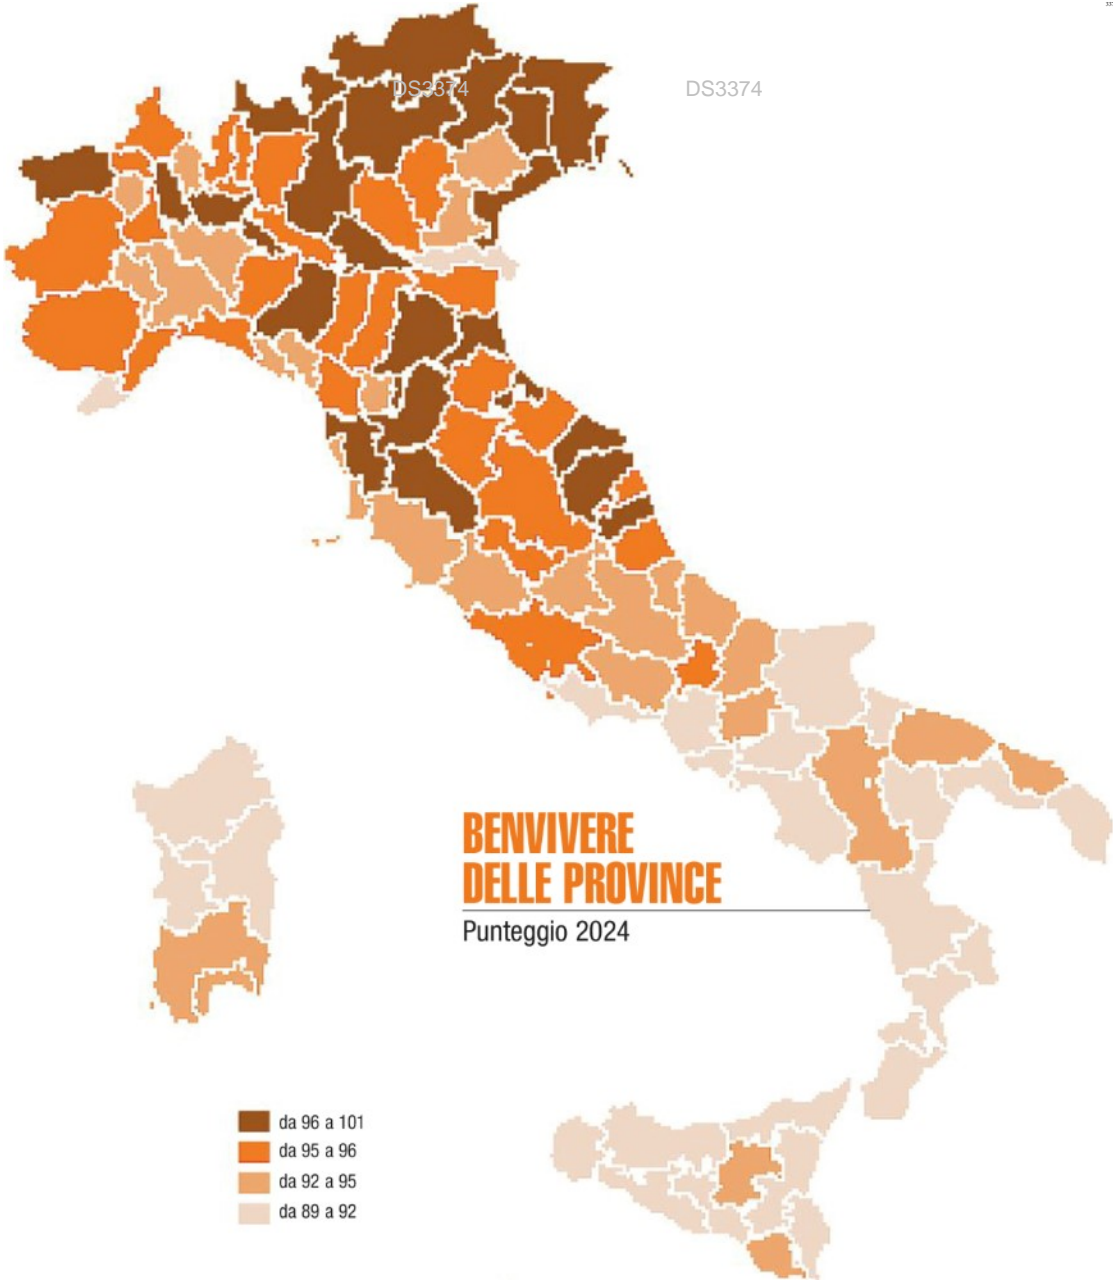 DS3374 DS3374
BENVIVERE
DELLE PROVINCE
Punteggio 2024
da 96 a 101
da 95 a 96
da 92 a 95
da 89 a 92